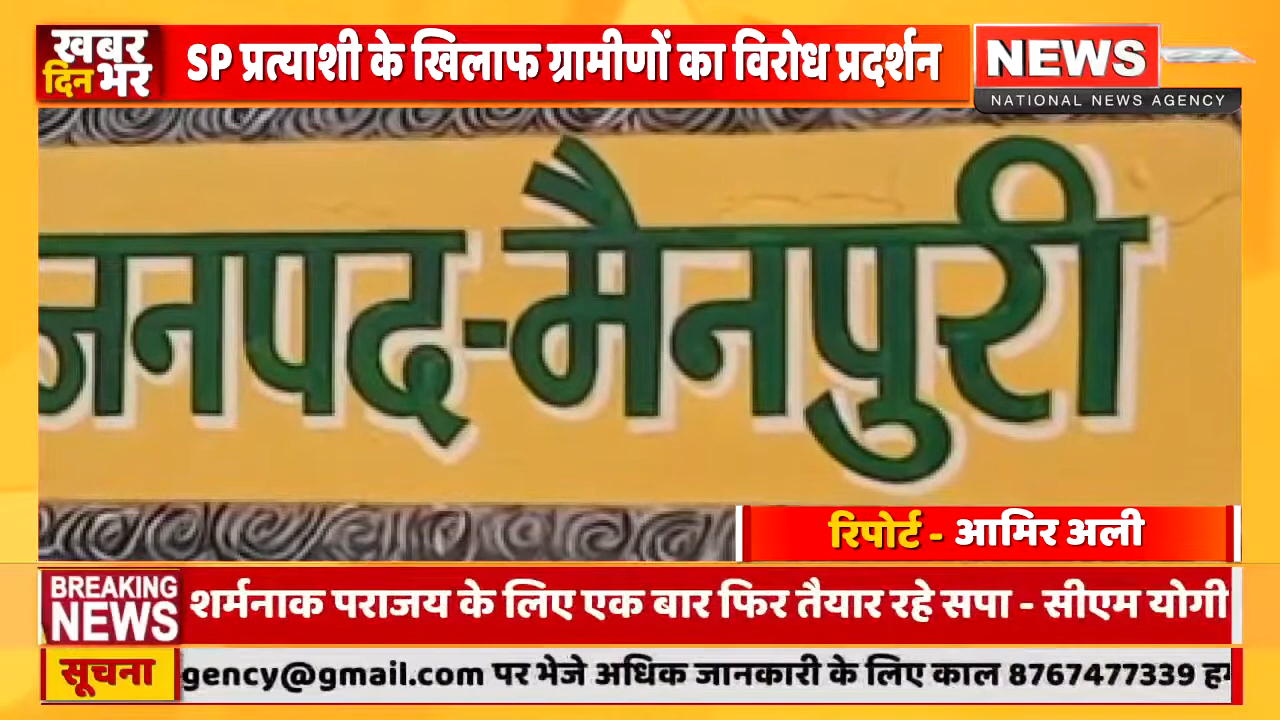 खबर
दिन भर
SP प्रत्याशी के खिलाफ ग्रामीणों का विरोध प्रदर्शन
NEWS
NATIONAL NEWS AGENCY
जनपद-मैनपुरी
रिपोर्ट - आमिर अली
BREAKING
NEWS
शर्मनाक पराजय के लिए एक बार फिर तैयार रहे सपा - सीएम योगी
सूचना
gency@gmail.com पर भेजे अधिक जानकारी के लिए काल 8767477339